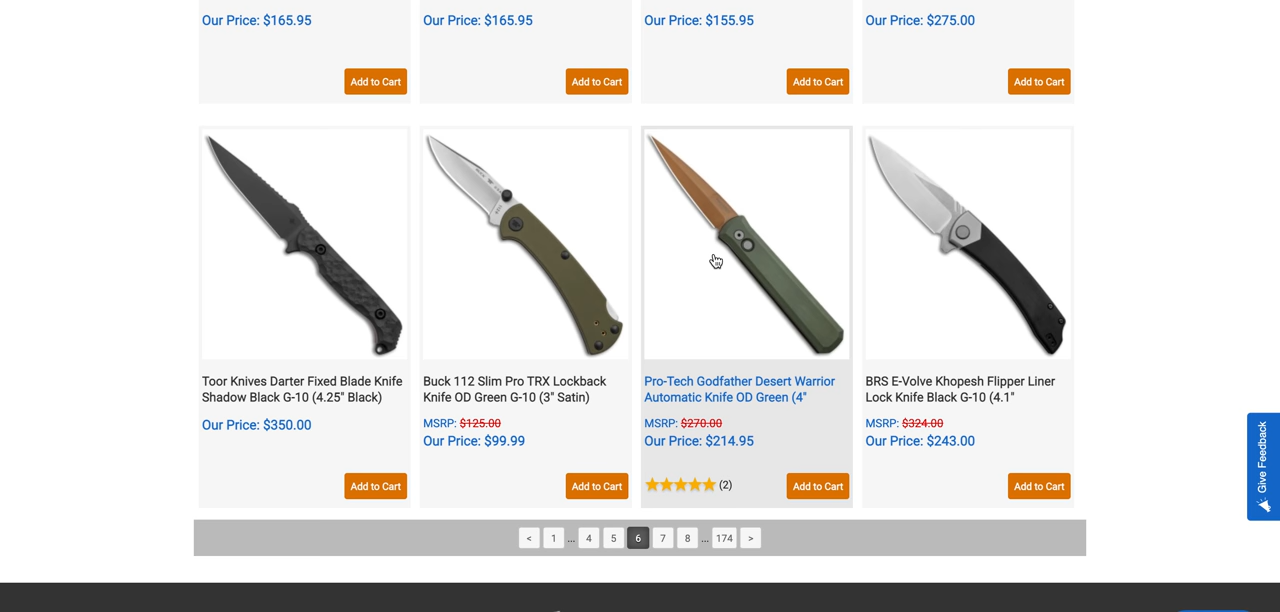 Our Price: $165.95
Our Price: $165.95
Our Price: $155.95
Our Price: $275.00
Add to Cart
Add to Cart
Add to Cart
Add to Cart
Toor Knives Darter Fixed Blade Knife
Shadow Black G-10 (4.25" Black)
Our Price: $350.00
Add to Cart
Buck 112 Slim Pro TRX Lockback
Knife OD Green G-10 (3" Satin)
MSRP: $125.00
Our Price: $99.99
Add to Cart
Pro-Tech Godfather Desert Warrior
Automatic Knife OD Green (4"
MSRP: $270.00
Our Price: $214.95
(2)
Add to Cart
BRS E-Volve Khopesh Flipper Liner
Lock Knife Black G-10 (4.1"
MSRP: $324.00
Our Price: $243.00
Add to Cart
< 1 ... 4 5 6 7 8 ... 174 >
Give Feedback